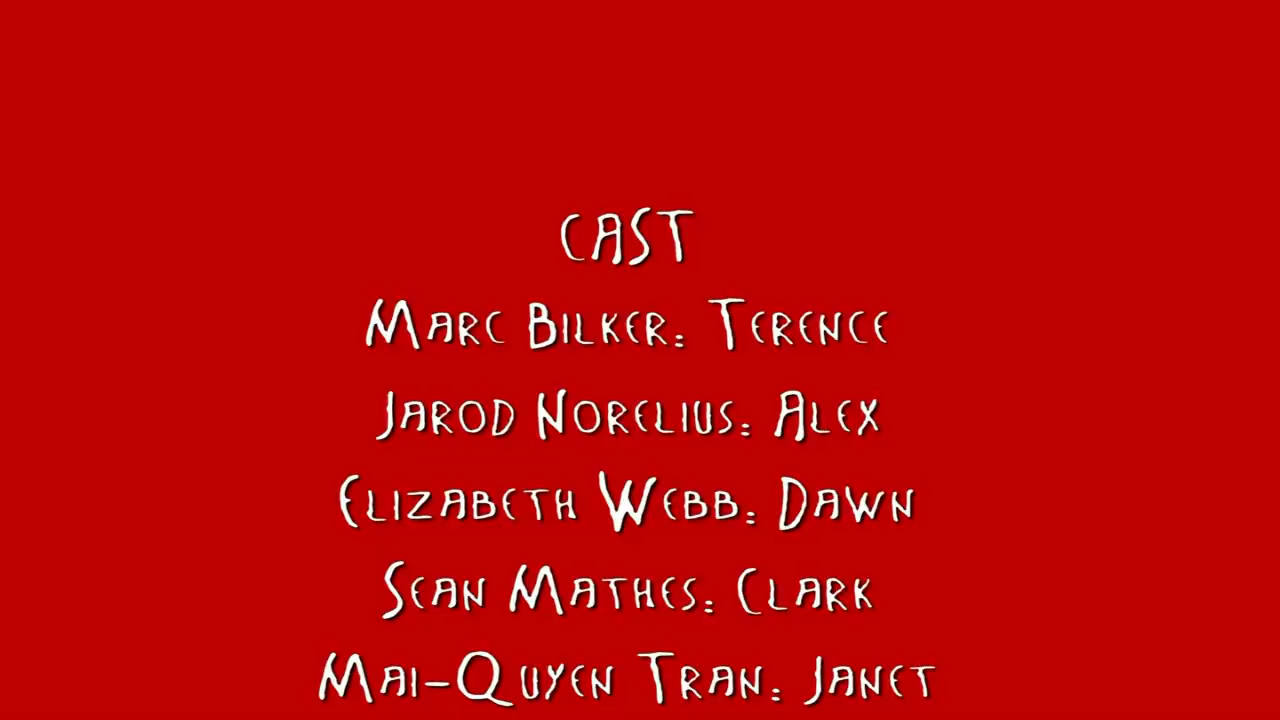 CAST
Marc Bilker: Terence
Jarod Norelius: Alex
Elizabeth Webb: Dawn
Sean Mathes: Clark
Mai-Quyen Tran: Janet